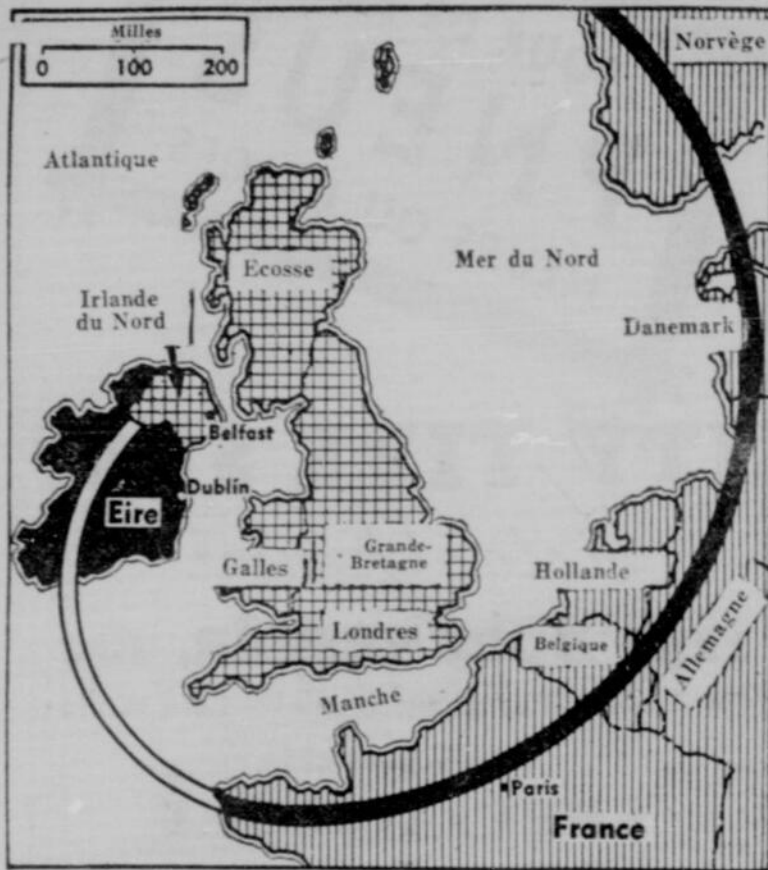 Milles
0 100 200
Norvège
Atlantique
Ecosse
Mer du Nord
Irlande
du Nord
Danemark
Belfast
Dublin
Eire
Galles
Grande-
Bretagne
Hollande
Londres
Belgique
Allemagne
Manche
Paris
France